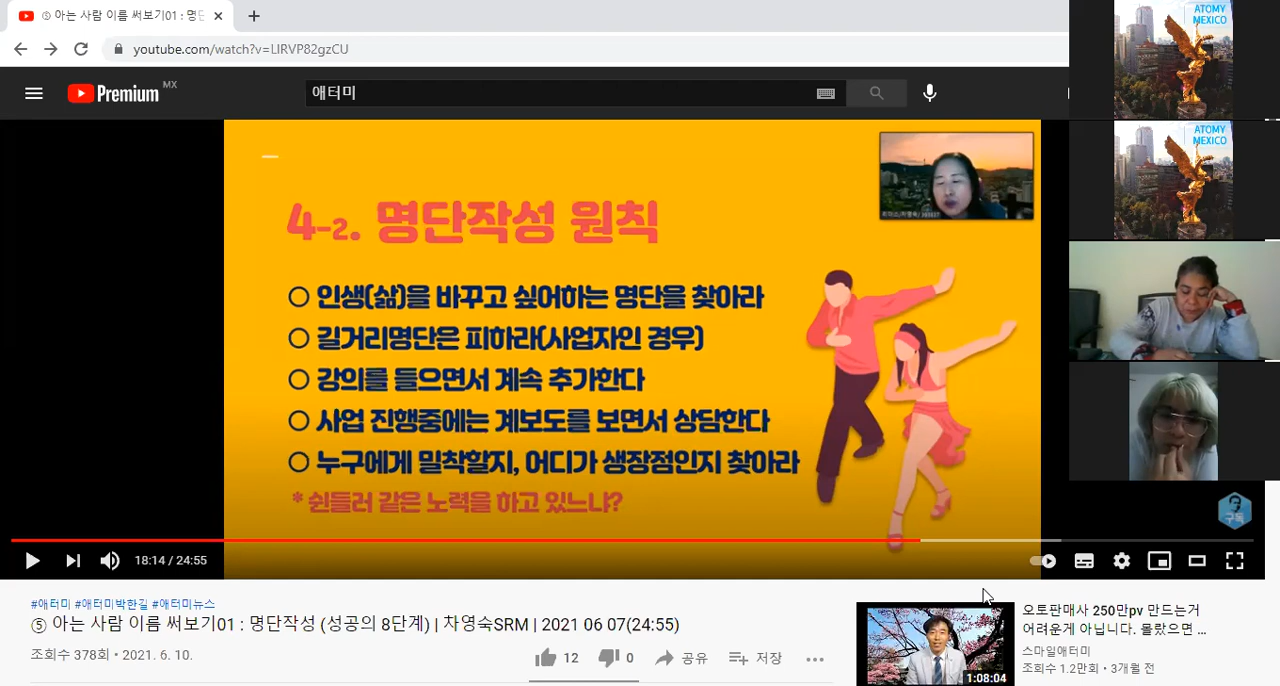 ⑤ 아는 사람 이름 써보기01 : 명단
youtube.com/watch?v=LlRVP82gzCU
Premium MX
애터미
ATOMY
MEXICO
ATOMY
MEXICO
4-2. 명단작성 원칙
○ 인생(삶)을 바꾸고 싶어하는 명단을 찾아라
○ 길거리명단은 피하라(사업자인 경우)
○ 강의를 들으면서 계속 추가한다
○ 사업 진행중에는 계보도를 보면서 상담한다
○ 누구에게 밀착할지, 어디가 생장점인지 찾아라
* 쉰들러 같은 노력을 하고 있느냐?
구독
18:14 / 24:55
#애터미 #애터미박한길 #애터미뉴스
⑤ 아는 사람 이름 써보기01 : 명단작성 (성공의 8단계) | 차영숙SRM | 2021 06 07(24:55)
조회수 378회 • 2021. 6. 10.
12
0
공유
저장
오토판매사 250만pv 만드는거
어려운게 아닙니다. 몰랐으면 ...
스마일애터미
조회수 1.2만회 • 3개월 전
1:08:04